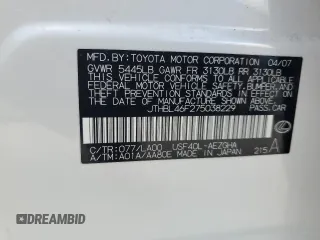 MFD. BY: TOYOTA MOTOR CORPORATION 04/07
GVWR 5445LB GAWR FR 3130LB RR 3130LB
THIS VEHICLE CONFORMS TO ALL APPLICABLE
FEDERAL MOTOR VEHICLE SAFETY, BUMPER, AND
THEFT PREVENTION STANDARDS IN EFFECT ON
THE DATE OF MANUFACTURE SHOWN ABOVE.
JTHBL46F275038229 PASS.CAR
C/TR: 077/LA00 USF40L-AEZGHA
A/TM: A01A/AA80E MADE IN JAPAN 215 A
DREAMBID